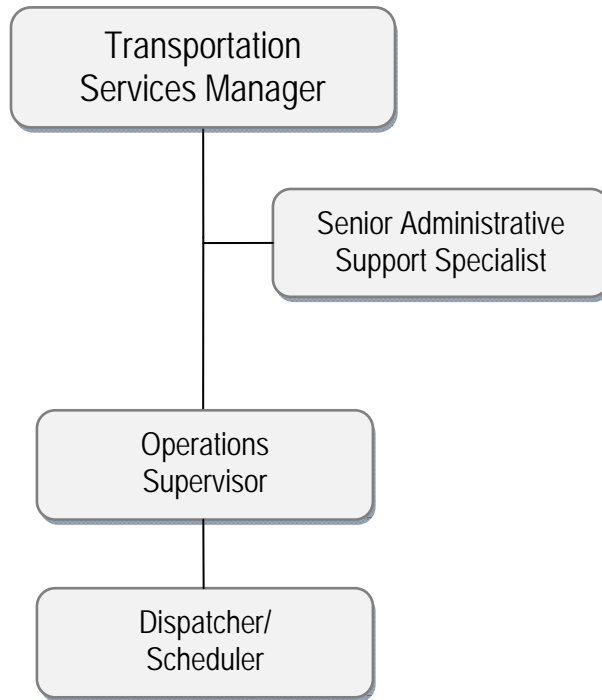 Transportation
Services Manager
Senior Administrative
Support Specialist
Operations
Supervisor
Dispatcher/
Scheduler